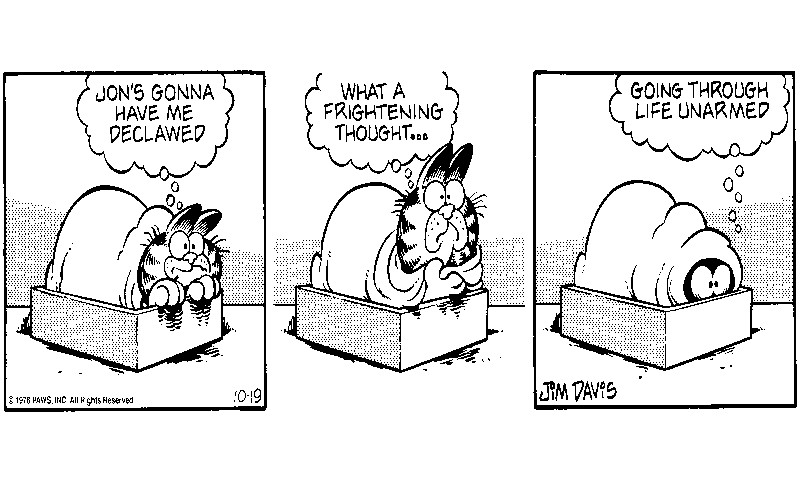 JON'S GONNA
HAVE ME
DECLAWED
WHAT A
FRIGHTENING
THOUGHT...
GOING THROUGH
LIFE UNARMED
© 1978 PAWS, INC. All Rights Reserved
10-19
JIM DAVIS